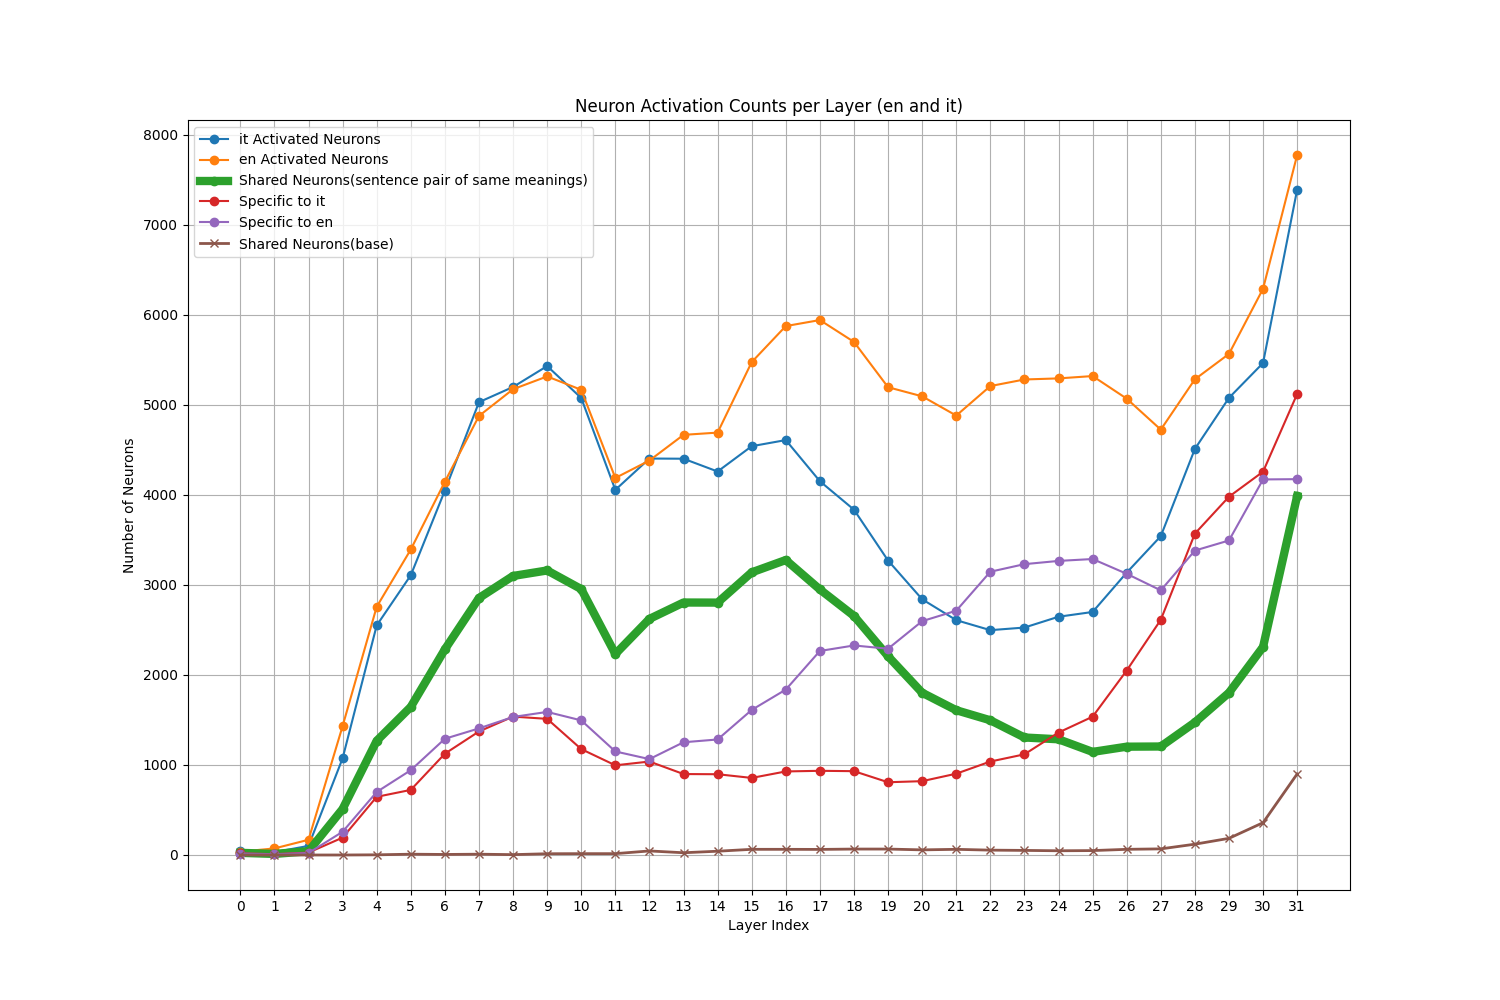 Neuron Activation Counts per Layer (en and it)
it Activated Neurons
en Activated Neurons
Shared Neurons(sentence pair of same meanings)
Specific to it
Specific to en
Shared Neurons(base)
Number of Neurons
8000
7000
6000
5000
4000
3000
2000
1000
0
0 1 2 3 4 5 6 7 8 9 10 11 12 13 14 15 16 17 18 19 20 21 22 23 24 25 26 27 28 29 30 31
Layer Index